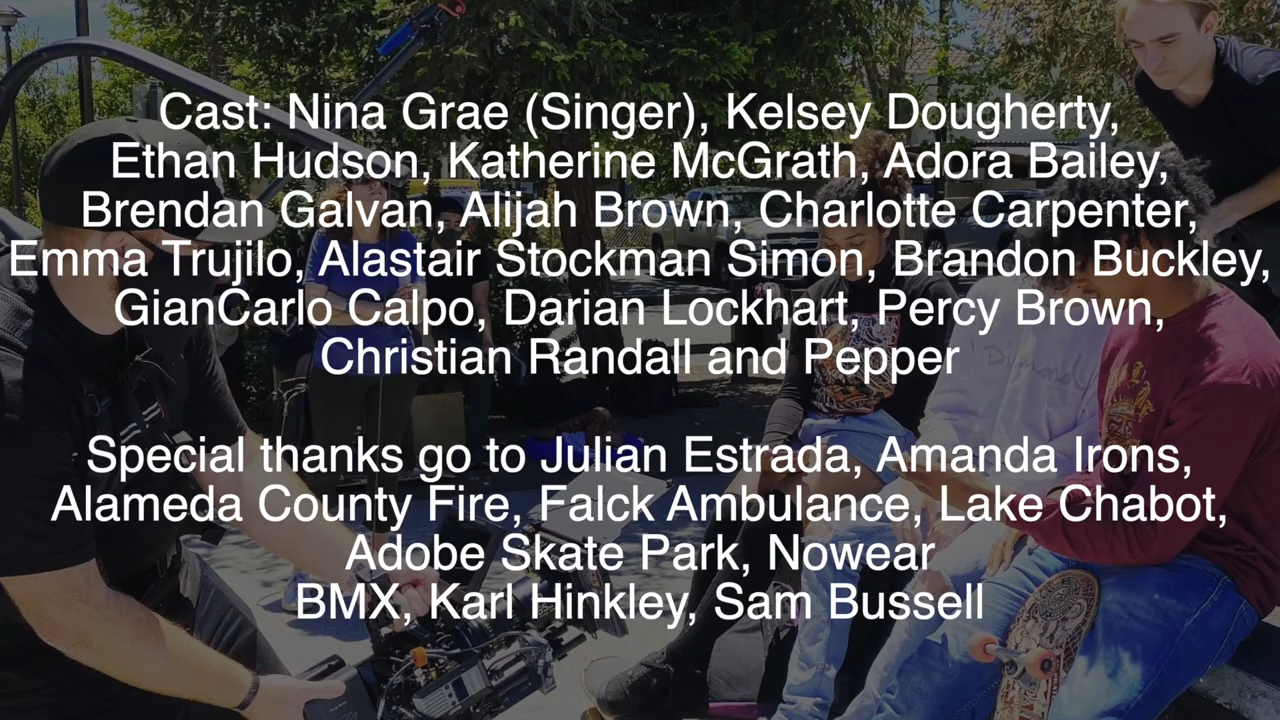 Cast: Nina Grae (Singer), Kelsey Dougherty,
Ethan Hudson, Katherine McGrath, Adora Bailey,
Brendan Galvan, Alijah Brown, Charlotte Carpenter,
Emma Trujilo, Alastair Stockman Simon, Brandon Buckley,
GianCarlo Calpo, Darian Lockhart, Percy Brown,
Christian Randall and Pepper
Special thanks go to Julian Estrada, Amanda Irons,
Alameda County Fire, Falck Ambulance, Lake Chabot,
Adobe Skate Park, Nowear
BMX, Karl Hinkley, Sam Bussell